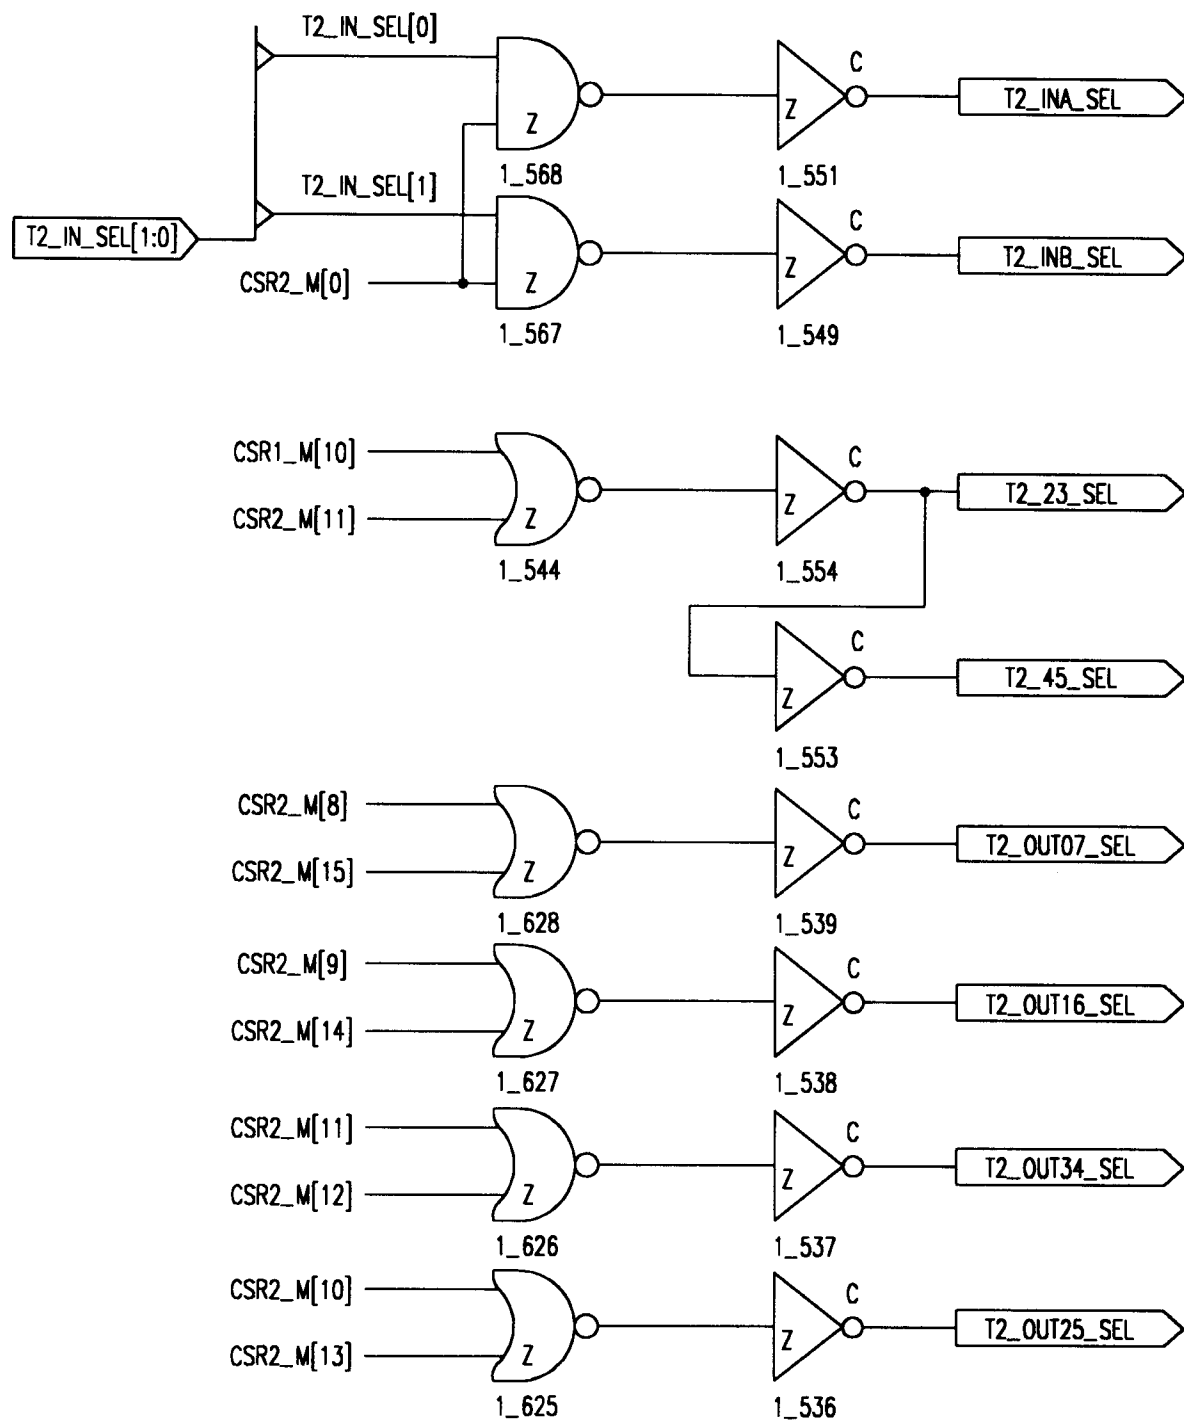 T2_IN_SEL[0]
C
Z
Z
T2_INA_SEL
1_568
1_551
T2_IN_SEL[1]
C
T2_IN_SEL[1:0]
T2_INB_SEL
CSR2_M[0]
Z
Z
1_567
1_549
CSR1_M[10]
C
T2_23_SEL
CSR2_M[11]
Z
Z
1_544
1_554
C
Z
T2_45_SEL
1_553
CSR2_M[8]
C
T2_OUT07_SEL
CSR2_M[15]
Z
Z
1_628
1_539
CSR2_M[9]
C
T2_OUT16_SEL
CSR2_M[14]
Z
Z
1_627
1_538
CSR2_M[11]
C
T2_OUT34_SEL
CSR2_M[12]
Z
Z
1_626
1_537
CSR2_M[10]
C
T2_OUT25_SEL
CSR2_M[13]
Z
Z
1_625
1_536